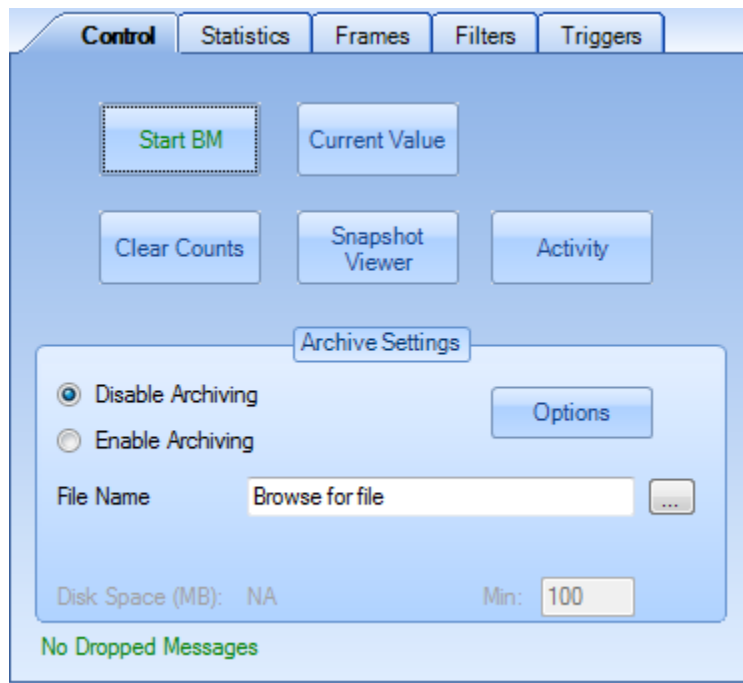 Control Statistics Frames Filters Triggers
Start BM Current Value
Clear Counts Snapshot Viewer Activity
Archive Settings
Disable Archiving
Options
Enable Archiving
File Name Browse for file ...
Disk Space (MB): NA Min: 100
No Dropped Messages